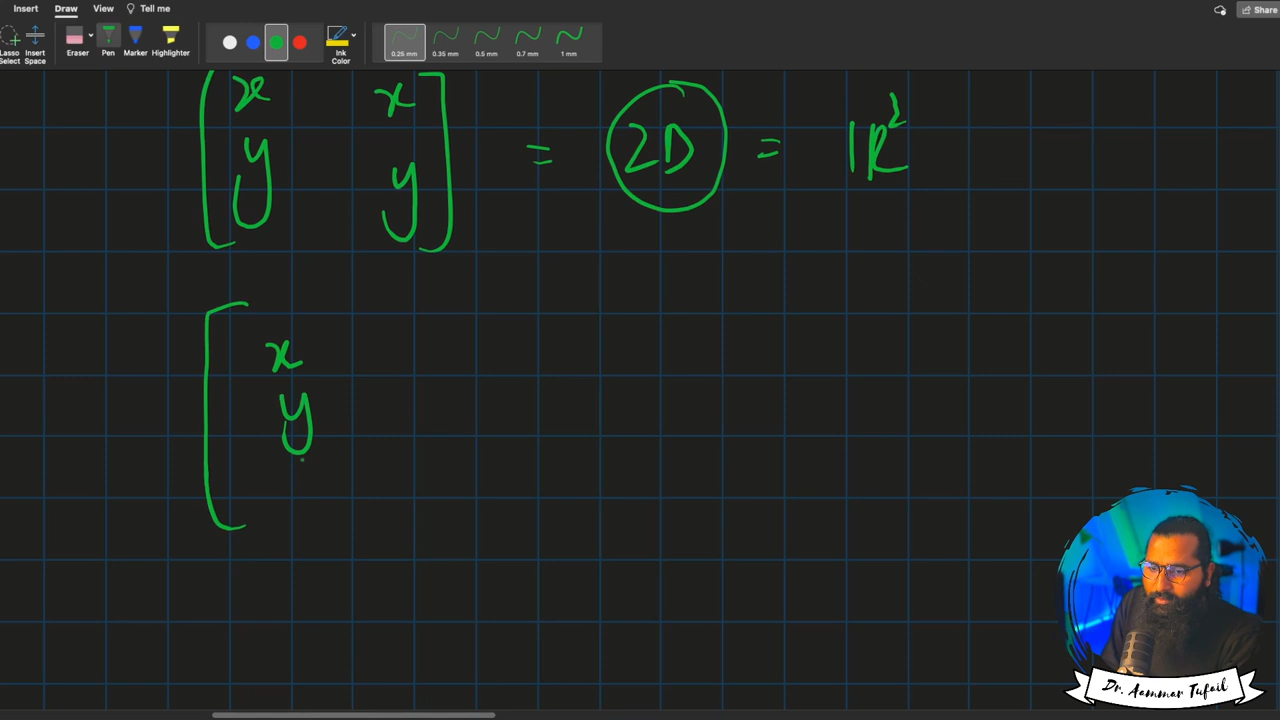 Insert Draw View Tell me Share
Lasso Select Insert Space Eraser Pen Marker Highlighter Ink Color 0.25 mm 0.35 mm 0.5 mm 0.7 mm 1 mm
x x
y y = 2D = ℝ²
x
y
Dr. Aammar Tufail